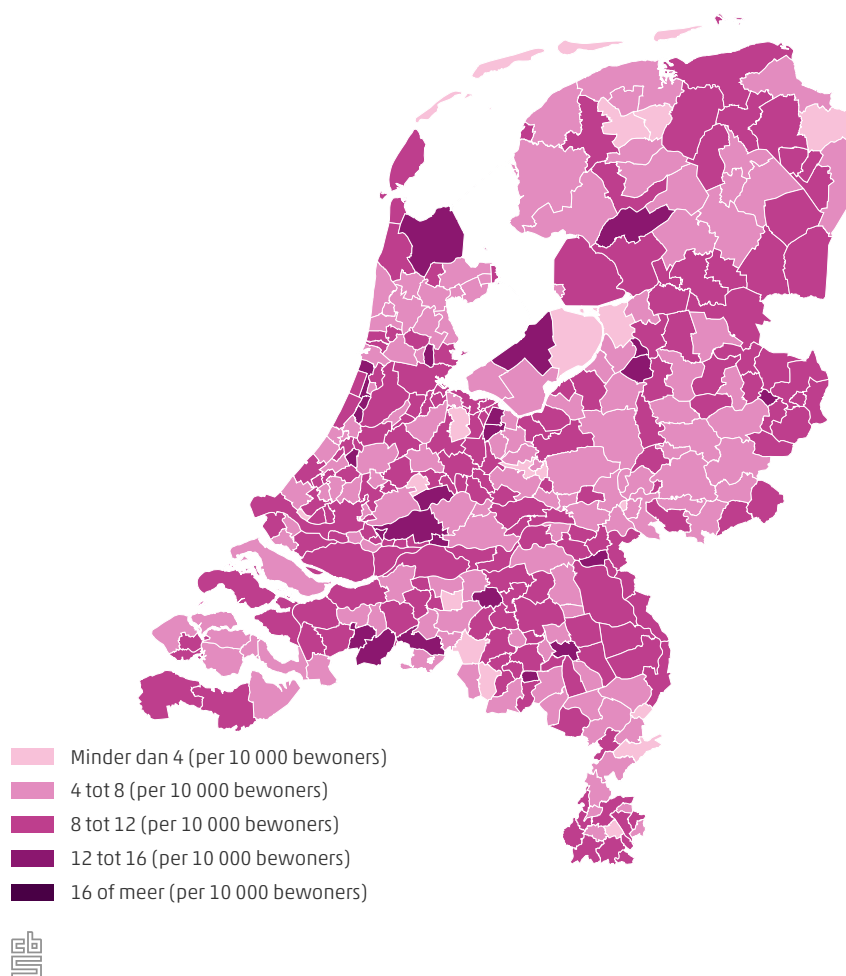 Minder dan 4 (per 10 000 bewoners)
4 tot 8 (per 10 000 bewoners)
8 tot 12 (per 10 000 bewoners)
12 tot 16 (per 10 000 bewoners)
16 of meer (per 10 000 bewoners)
cbs